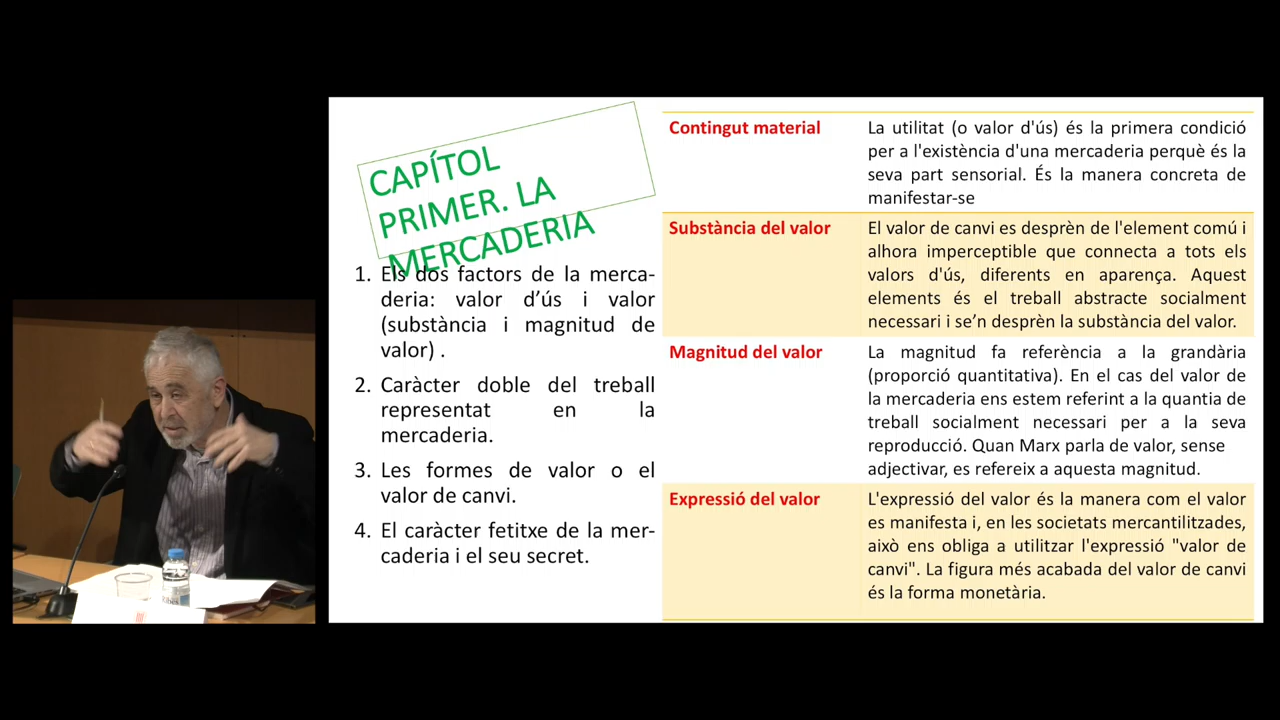 CAPÍTOL
PRIMER. LA
MERCADERIA
1. Els dos factors de la merca-
deria: valor d’ús i valor
(substància i magnitud de
valor) .
2. Caràcter doble del treball
representat en la
mercaderia.
3. Les formes de valor o el
valor de canvi.
4. El caràcter fetitxe de la mer-
caderia i el seu secret.
Contingut material
La utilitat (o valor d'ús) és la primera condició
per a l'existència d'una mercaderia perquè és la
seva part sensorial. És la manera concreta de
manifestar-se
Substància del valor
El valor de canvi es desprèn de l'element comú i
alhora imperceptible que connecta a tots els
valors d'ús, diferents en aparença. Aquest
elements és el treball abstracte socialment
necessari i se’n desprèn la substància del valor.
Magnitud del valor
La magnitud fa referència a la grandària
(proporció quantitativa). En el cas del valor de
la mercaderia ens estem referint a la quantia de
treball socialment necessari per a la seva
reproducció. Quan Marx parla de valor, sense
adjectivar, es refereix a aquesta magnitud.
Expressió del valor
L'expressió del valor és la manera com el valor
es manifesta i, en les societats mercantilitzades,
això ens obliga a utilitzar l'expressió "valor de
canvi". La figura més acabada del valor de canvi
és la forma monetària.